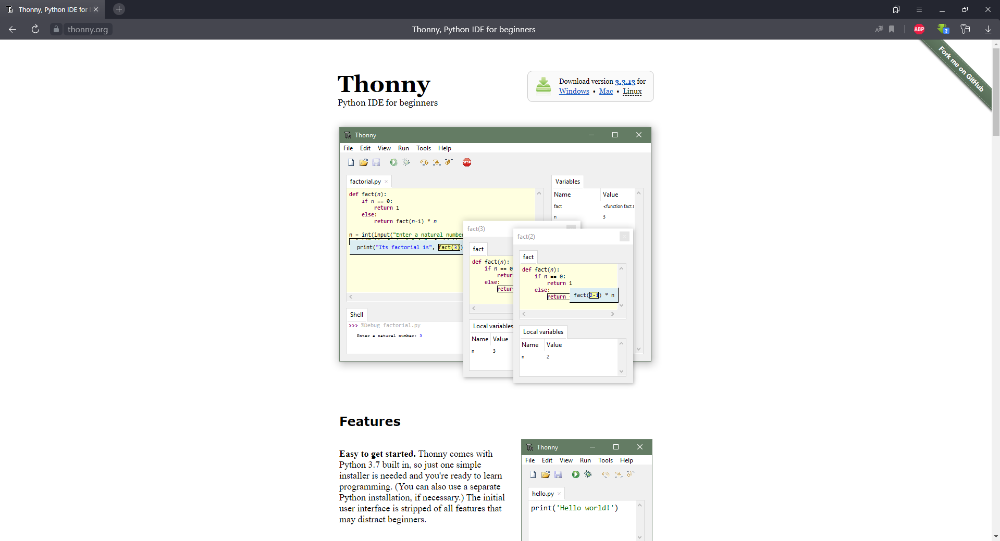 Thonny, Python IDE for
thonny.org
Thonny, Python IDE for beginners
ABP
Fork me on GitHub
Thonny
Python IDE for beginners
Download version 3.3.13 for
Windows • Mac • Linux
Thonny
File Edit View Run Tools Help
STOP
factorial.py
def fact(n):
if n == 0:
return 1
else:
return fact(n-1) * n
n = int(input("Enter a natural number
print("Its factorial is", fact(3))
Shell
>>> %Debug factorial.py
Enter a natural number: 3
Variables
Name Value
fact <function fact a
n 3
fact(3)
fact
def fact(n):
if n == 0
retur
else:
retur
Local variables
Name Value
n 3
fact(2)
fact
def fact(n):
if n == 0:
return 1
else:
return fact(2-1) * n
Local variables
Name Value
n 2
Features
Easy to get started. Thonny comes with
Python 3.7 built in, so just one simple
installer is needed and you're ready to learn
programming. (You can also use a separate
Python installation, if necessary.) The initial
user interface is stripped of all features that
may distract beginners.
Thonny
File Edit View Run Tools Help
hello.py
print('Hello world!')